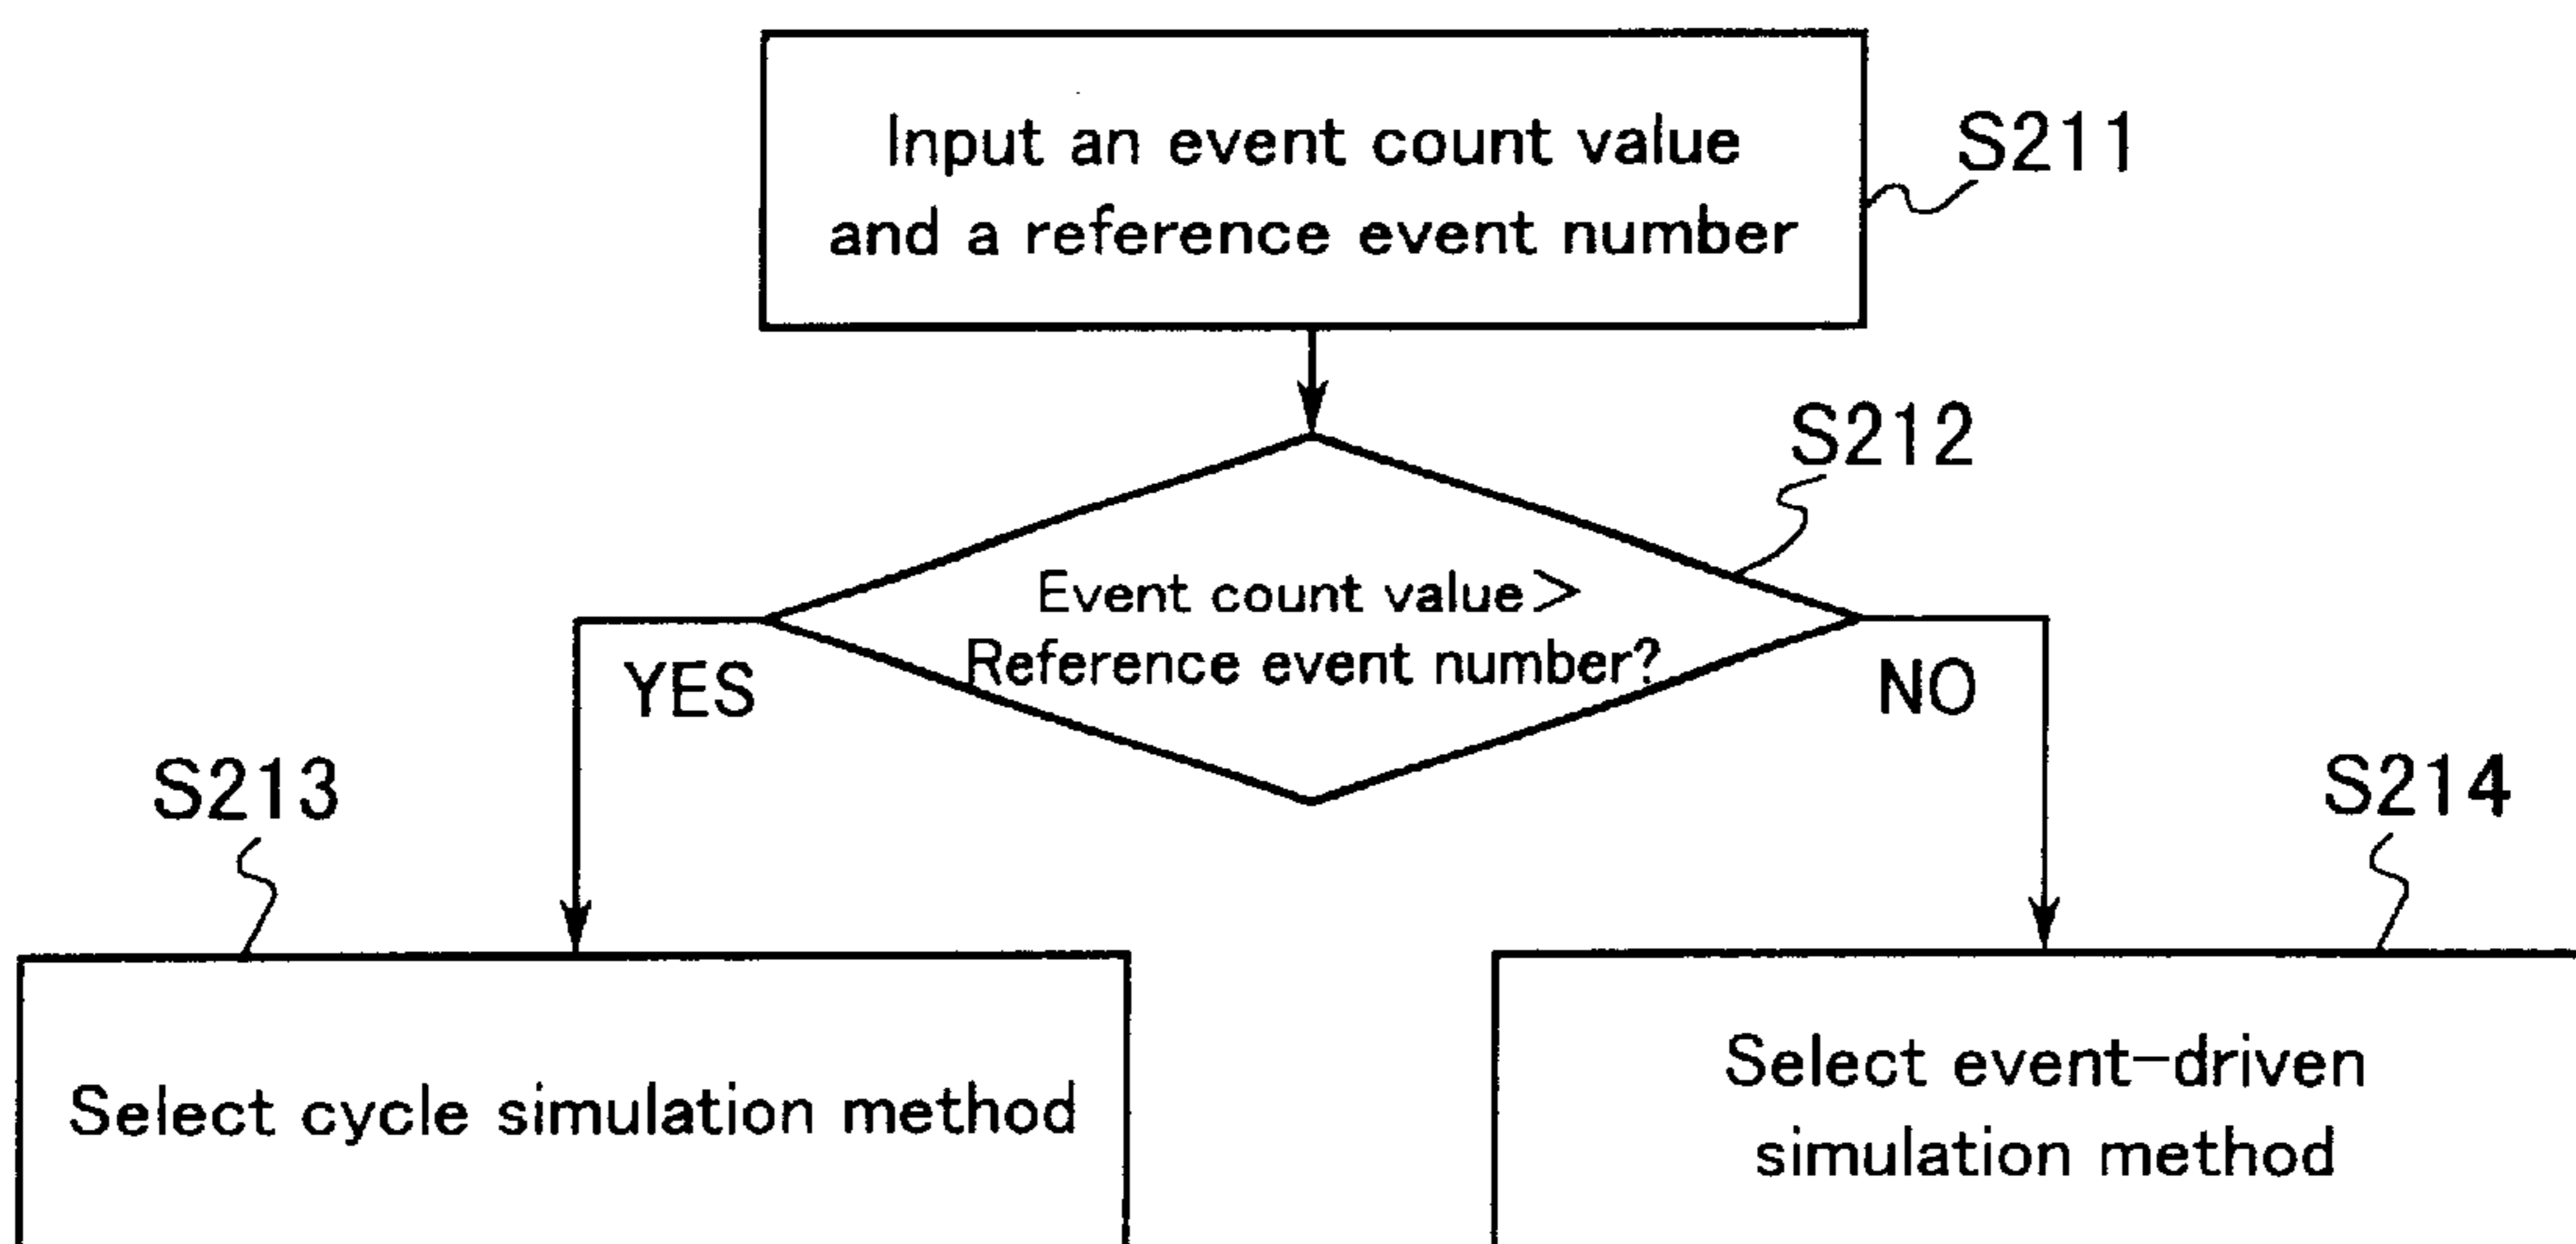 Input an event count value
and a reference event number
S211
S212
Event count value>
Reference event number?
YES
NO
S213
S214
Select cycle simulation method
Select event-driven
simulation method